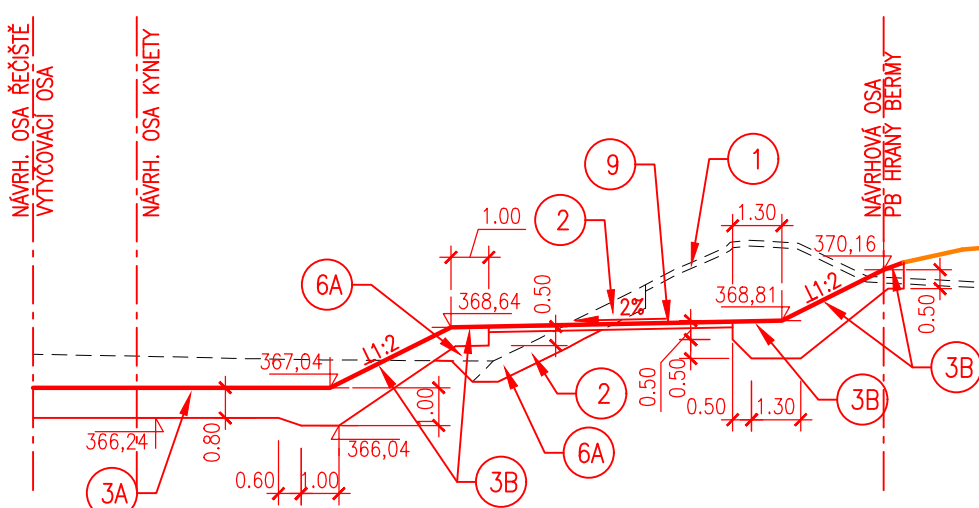 NÁVRH. OSA ŘEČIŠTĚ
VYTYČOVACÍ OSA
NÁVRH. OSA KYNETY
NÁVRHOVÁ OSA
PB HRANY BERMY
9
1
2
1.00
1.30
370,16
6A
368,64
0.50
2%
368,81
1:2
0.50
1:2
367,04
3B
2
0.50
0.50
3B
1.00
0.50
1.30
366,24
0.80
366,04
6A
3A
0.60
1.00
3B